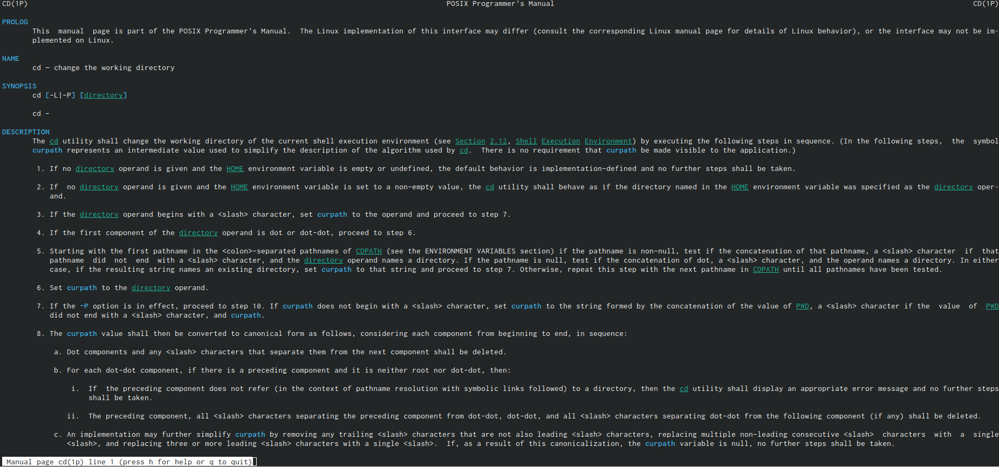 CD(1P) POSIX Programmer's Manual CD(1P)
PROLOG
This manual page is part of the POSIX Programmer's Manual. The Linux implementation of this interface may differ (consult the corresponding Linux manual page for details of Linux behavior), or the interface may not be im-
plemented on Linux.
NAME
cd - change the working directory
SYNOPSIS
cd [-L|-P] [directory]
cd -
DESCRIPTION
The cd utility shall change the working directory of the current shell execution environment (see Section 2.12, Shell Execution Environment) by executing the following steps in sequence. (In the following steps, the symbol
curpath represents an intermediate value used to simplify the description of the algorithm used by cd. There is no requirement that curpath be made visible to the application.)
1. If no directory operand is given and the HOME environment variable is empty or undefined, the default behavior is implementation-defined and no further steps shall be taken.
2. If no directory operand is given and the HOME environment variable is set to a non-empty value, the cd utility shall behave as if the directory named in the HOME environment variable was specified as the directory oper-
and.
3. If the directory operand begins with a <slash> character, set curpath to the operand and proceed to step 7.
4. If the first component of the directory operand is dot or dot-dot, proceed to step 6.
5. Starting with the first pathname in the <colon>-separated pathnames of CDPATH (see the ENVIRONMENT VARIABLES section) if the pathname is non-null, test if the concatenation of that pathname, a <slash> character if that
pathname did not end with a <slash> character, and the directory operand names a directory. If the pathname is null, test if the concatenation of dot, a <slash> character, and the operand names a directory. In either
case, if the resulting string names an existing directory, set curpath to that string and proceed to step 7. Otherwise, repeat this step with the next pathname in CDPATH until all pathnames have been tested.
6. Set curpath to the directory operand.
7. If the -P option is in effect, proceed to step 10. If curpath does not begin with a <slash> character, set curpath to the string formed by the concatenation of the value of PWD, a <slash> character if the value of PWD
did not end with a <slash> character, and curpath.
8. The curpath value shall then be converted to canonical form as follows, considering each component from beginning to end, in sequence:
a. Dot components and any <slash> characters that separate them from the next component shall be deleted.
b. For each dot-dot component, if there is a preceding component and it is neither root nor dot-dot, then:
i. If the preceding component does not refer (in the context of pathname resolution with symbolic links followed) to a directory, then the cd utility shall display an appropriate error message and no further steps
shall be taken.
ii. The preceding component, all <slash> characters separating the preceding component from dot-dot, dot-dot, and all <slash> characters separating dot-dot from the following component (if any) shall be deleted.
c. An implementation may further simplify curpath by removing any trailing <slash> characters that are not also leading <slash> characters, replacing multiple non-leading consecutive <slash> characters with a single
<slash>, and replacing three or more leading <slash> characters with a single <slash>. If, as a result of this canonicalization, the curpath variable is null, no further steps shall be taken.
Manual page cd(1p) line 1 (press h for help or q to quit)